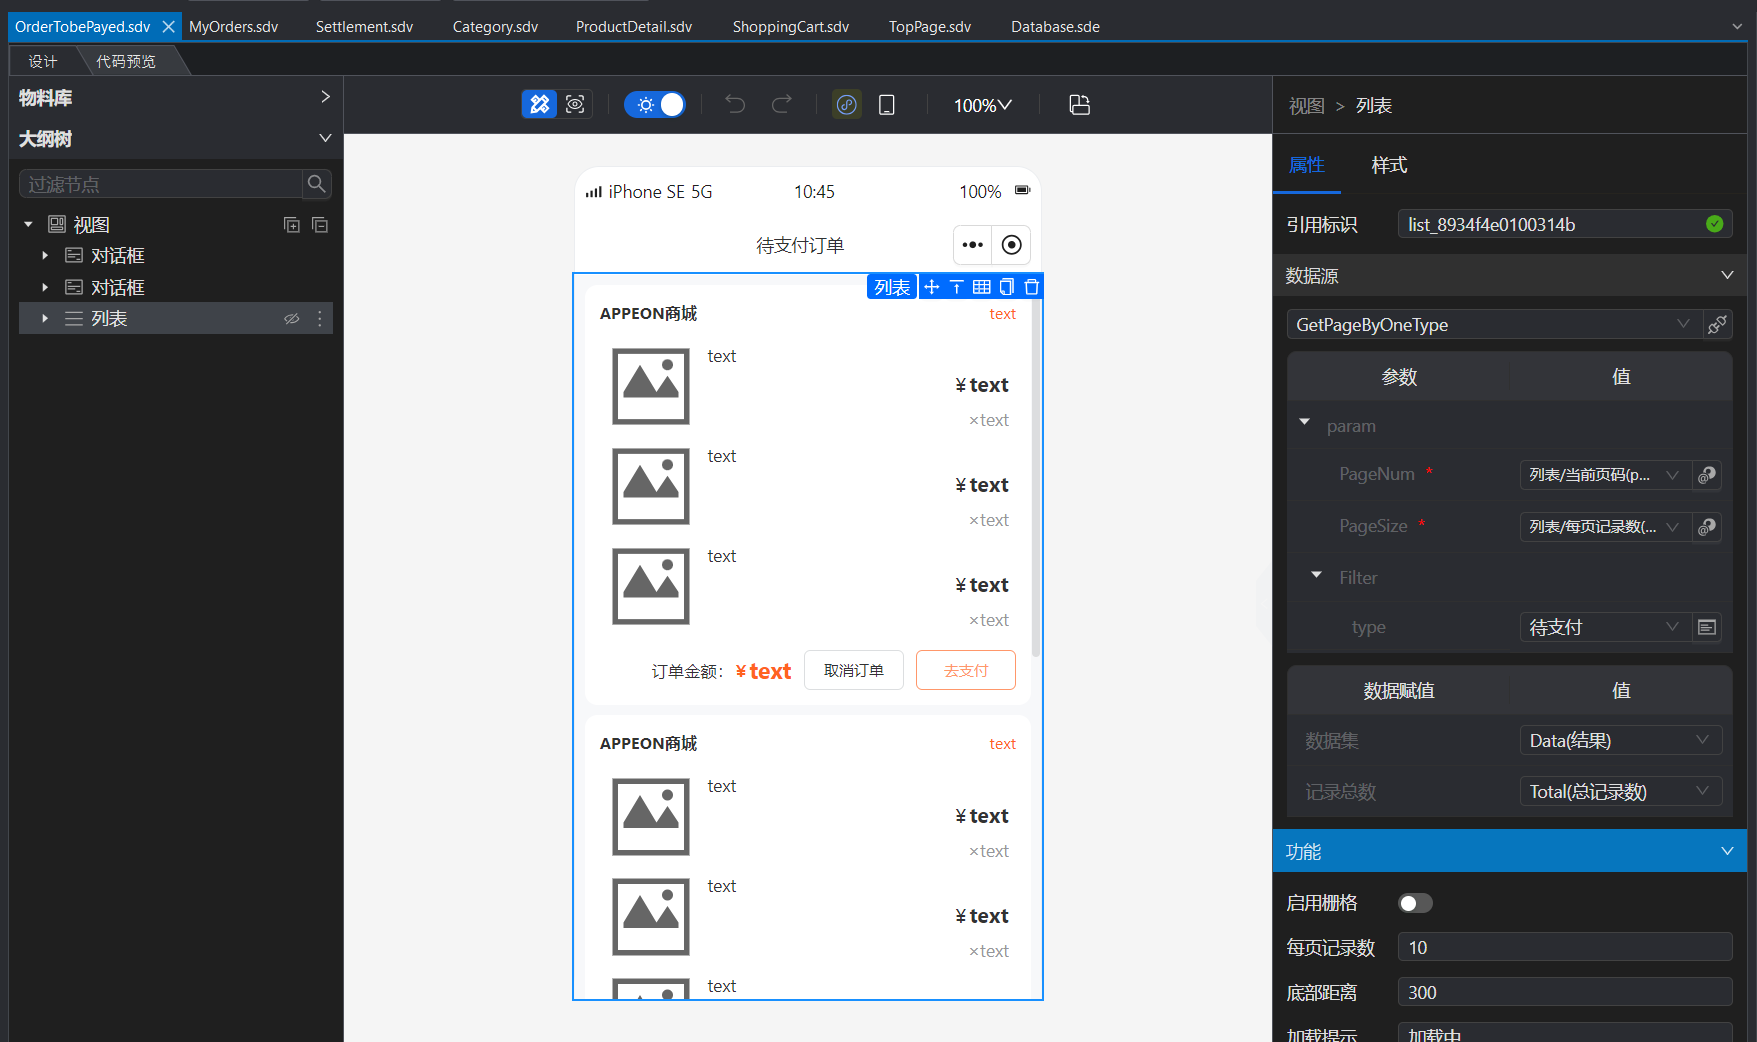 OrderTobePayed.sdv MyOrders.sdv Settlement.sdv Category.sdv ProductDetail.sdv ShoppingCart.sdv TopPage.sdv Database.sde
设计 代码预览
物料库
大纲树
过滤节点
视图
对话框
对话框
列表
100%
iPhone SE 5G 10:45 100%
待支付订单
列表
APPEON商城 text
text
¥text
×text
text
¥text
×text
text
¥text
×text
订单金额: ¥text 取消订单 去支付
APPEON商城 text
text
¥text
×text
text
¥text
×text
text
视图 > 列表
属性 样式
引用标识 list_8934f4e0100314b
数据源
GetPageByOneType
参数 值
param
PageNum * 列表/当前页码(p...
PageSize * 列表/每页记录数(...
Filter
type 待支付
数据赋值 值
数据集 Data(结果)
记录总数 Total(总记录数)
功能
启用栅格
每页记录数 10
底部距离 300
加载提示 加载中